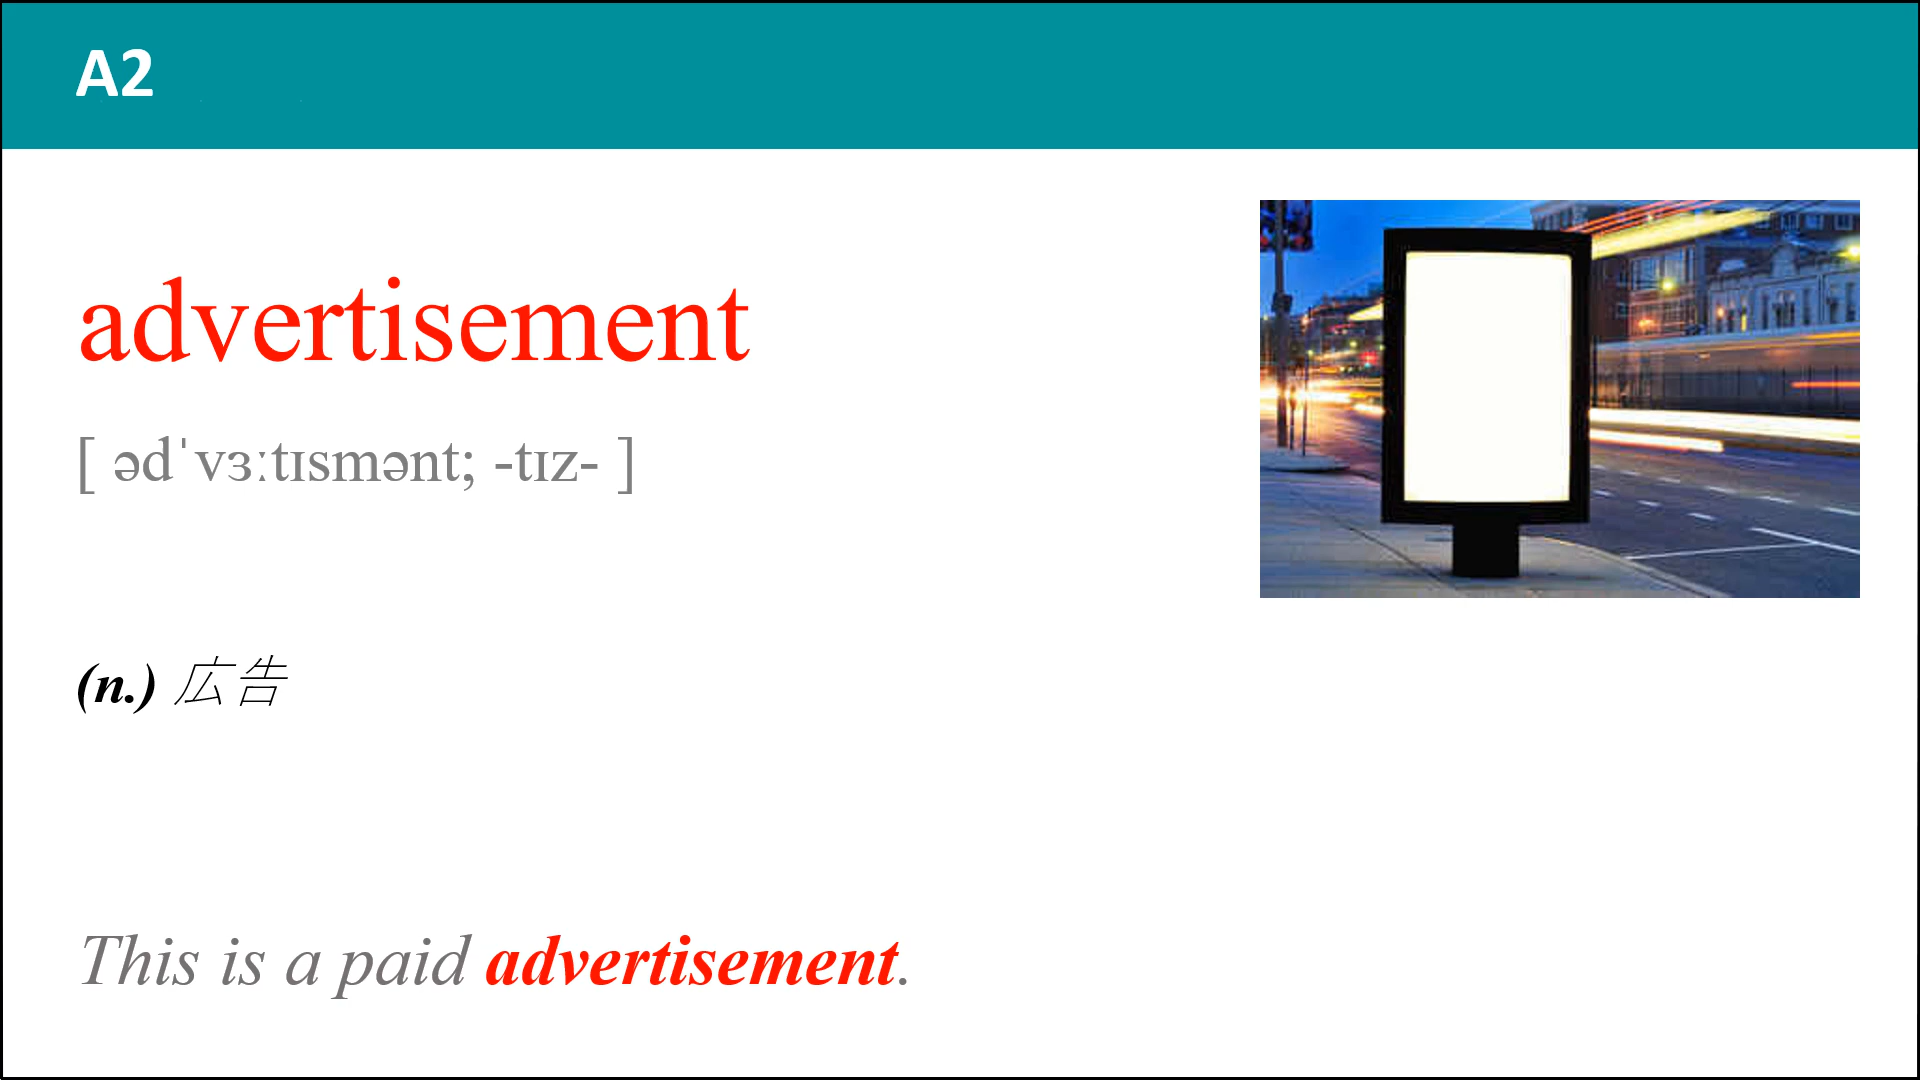 A2
advertisement
[ ədˈvɜːtɪsmənt; -tɪz- ]
(n.) 広告
This is a paid advertisement.